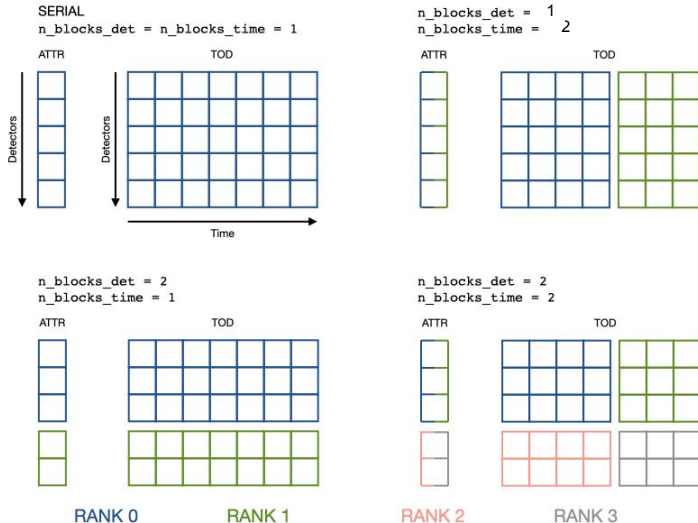 SERIAL
n_blocks_det = n_blocks_time = 1
ATTR
TOD
Detectors
Detectors
Time
n_blocks_det = 1
n_blocks_time = 2
ATTR
TOD
n_blocks_det = 2
n_blocks_time = 1
ATTR
TOD
n_blocks_det = 2
n_blocks_time = 2
ATTR
TOD
RANK 0
RANK 1
RANK 2
RANK 3